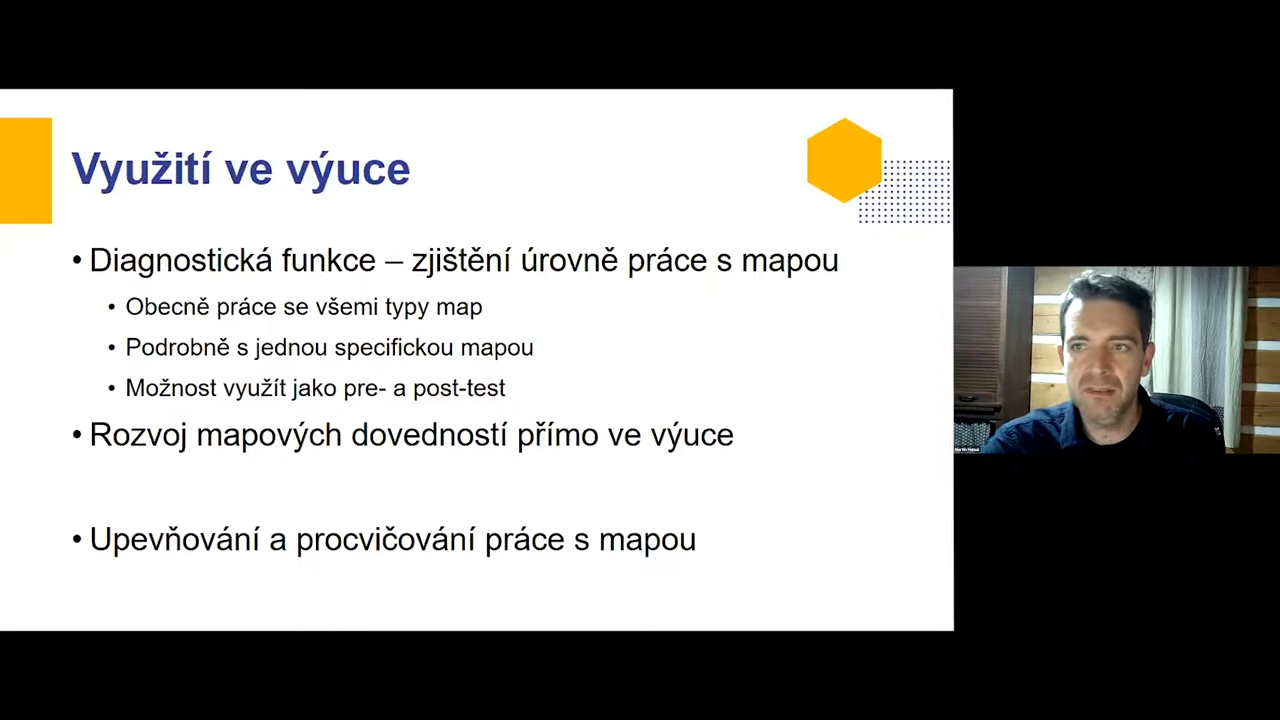 Využití ve výuce
• Diagnostická funkce – zjištění úrovně práce s mapou
• Obecně práce se všemi typy map
• Podrobně s jednou specifickou mapou
• Možnost využít jako pre- a post-test
• Rozvoj mapových dovedností přímo ve výuce
• Upevňování a procvičování práce s mapou